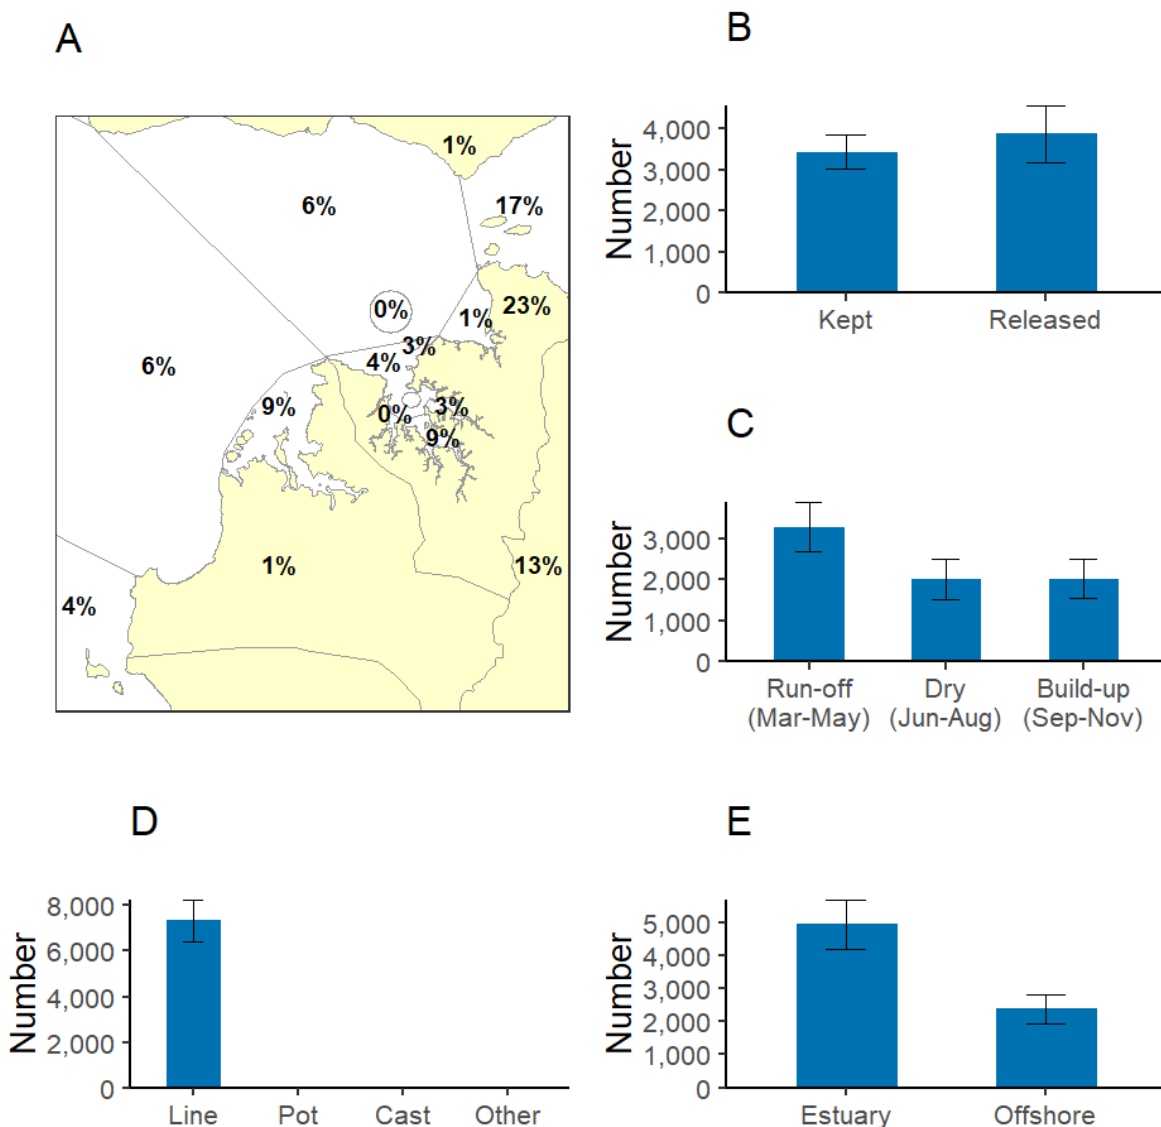 A
1%
6%
17%
0%
23%
1%
3%
4%
6%
9%
0%
3%
9%
1%
13%
4%
B
Number
4,000
3,000
2,000
1,000
0
Kept Released
C
Number
3,000
2,000
1,000
0
Run-off Dry Build-up
(Mar-May) (Jun-Aug) (Sep-Nov)
D
Number
8,000
6,000
4,000
2,000
0
Line Pot Cast Other
E
Number
5,000
4,000
3,000
2,000
1,000
0
Estuary Offshore